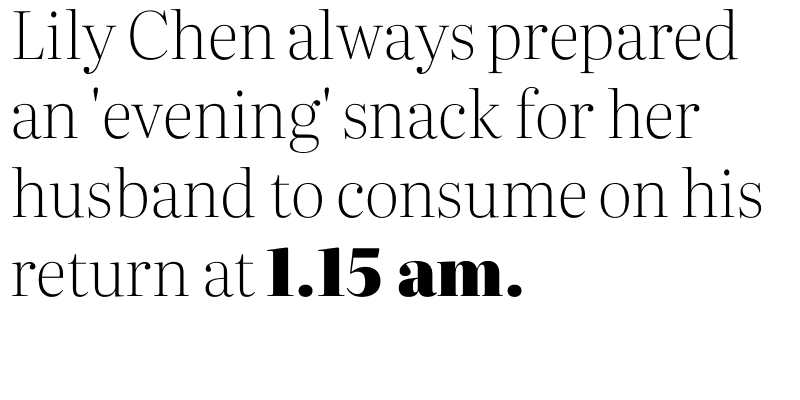 Lily Chen always prepared
an 'evening' snack for her
husband to consume on his
return at 1.15 am.